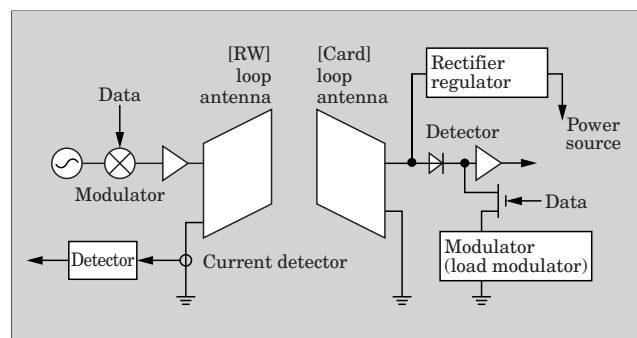 [RW]
loop
antenna
[Card]
loop
antenna
Rectifier
regulator
Data
Detector
Power
source
Modulator
Data
Detector
Current detector
Modulator
(load modulator)